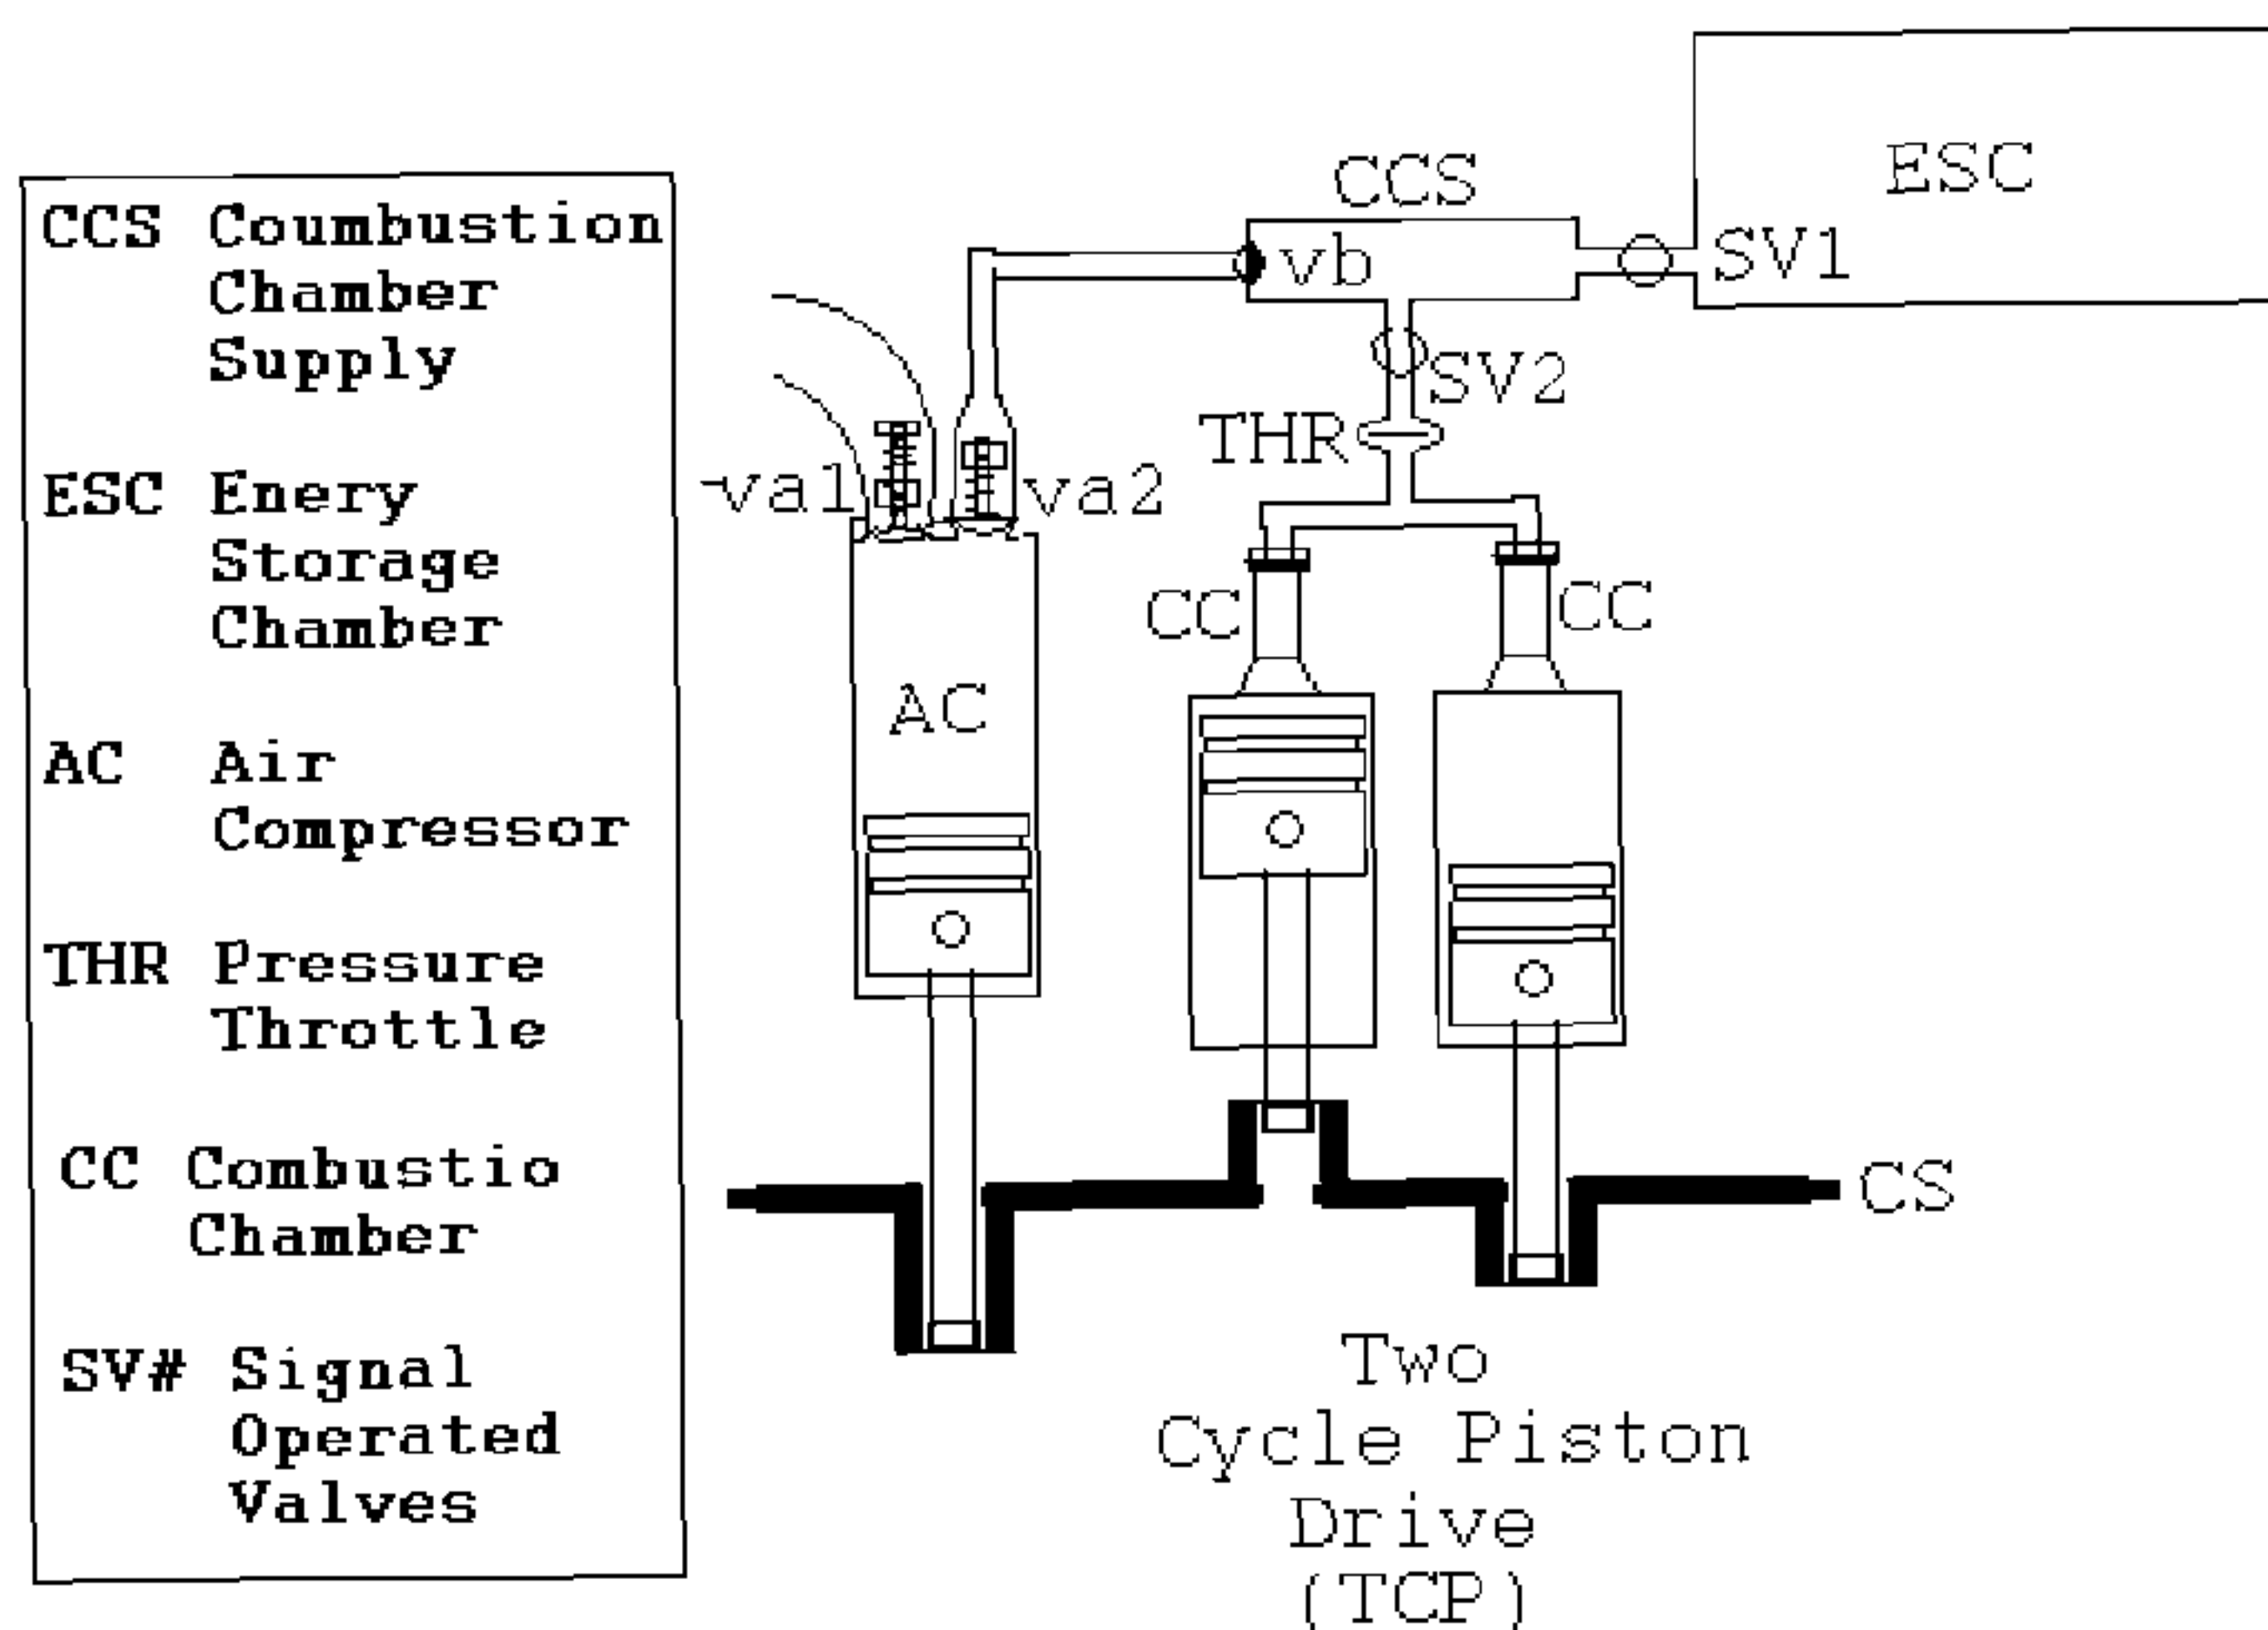 CCS Coumbustion
Chamber
Supply
ESC Enery
Storage
Chamber
AC Air
Compressor
THR Pressure
Throttle
CC Combustio
Chamber
SV# Signal
Operated
Valves
ESC
CCS
vb
SV1
SV2
THR
va1
va2
CC
CC
AC
CS
Two
Cycle Piston
Drive
(TCP)